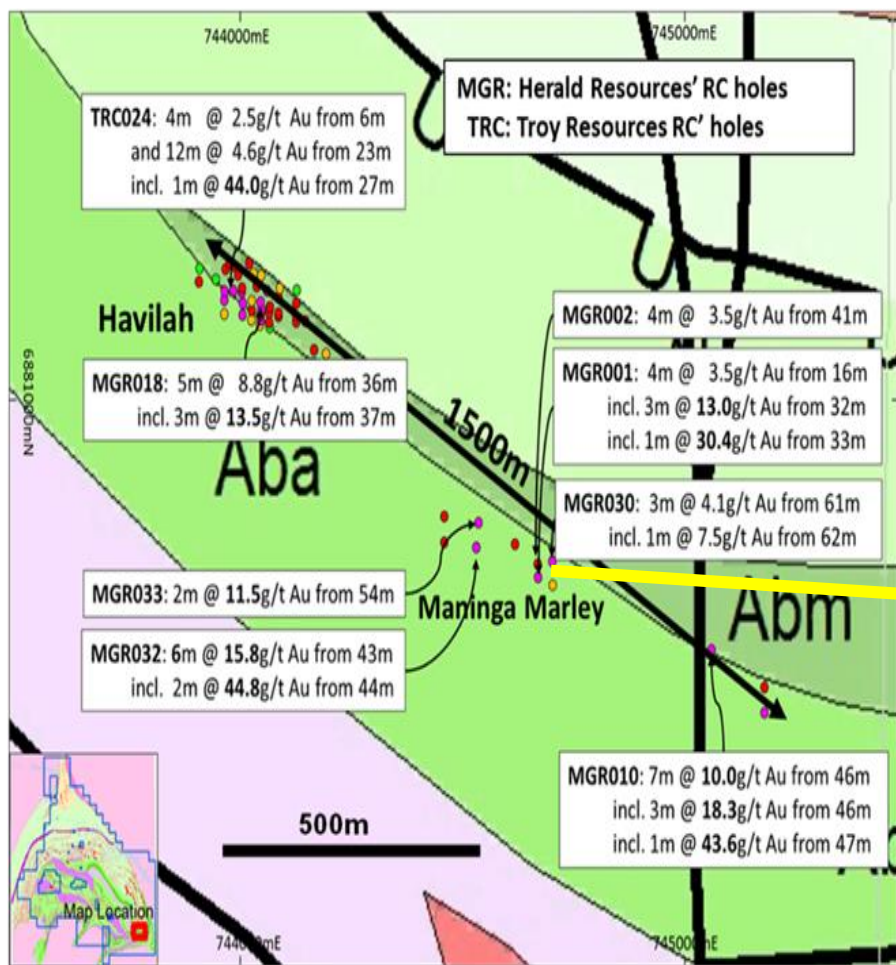 744000mE
745000mE
MGR: Herald Resources' RC holes
TRC: Troy Resources RC' holes
TRC024: 4m @ 2.5g/t Au from 6m
and 12m @ 4.6g/t Au from 23m
incl. 1m @ 44.0g/t Au from 27m
Havilah
6881000mN
MGR002: 4m @ 3.5g/t Au from 41m
MGR001: 4m @ 3.5g/t Au from 16m
incl. 3m @ 13.0g/t Au from 32m
incl. 1m @ 30.4g/t Au from 33m
MGR018: 5m @ 8.8g/t Au from 36m
incl. 3m @ 13.5g/t Au from 37m
1500m
Aba
MGR030: 3m @ 4.1g/t Au from 61m
incl. 1m @ 7.5g/t Au from 62m
MGR033: 2m @ 11.5g/t Au from 54m
Maninga Marley
Abm
MGR032: 6m @ 15.8g/t Au from 43m
incl. 2m @ 44.8g/t Au from 44m
MGR010: 7m @ 10.0g/t Au from 46m
incl. 3m @ 18.3g/t Au from 46m
incl. 1m @ 43.6g/t Au from 47m
500m
Map Location
744000mE
745000mE